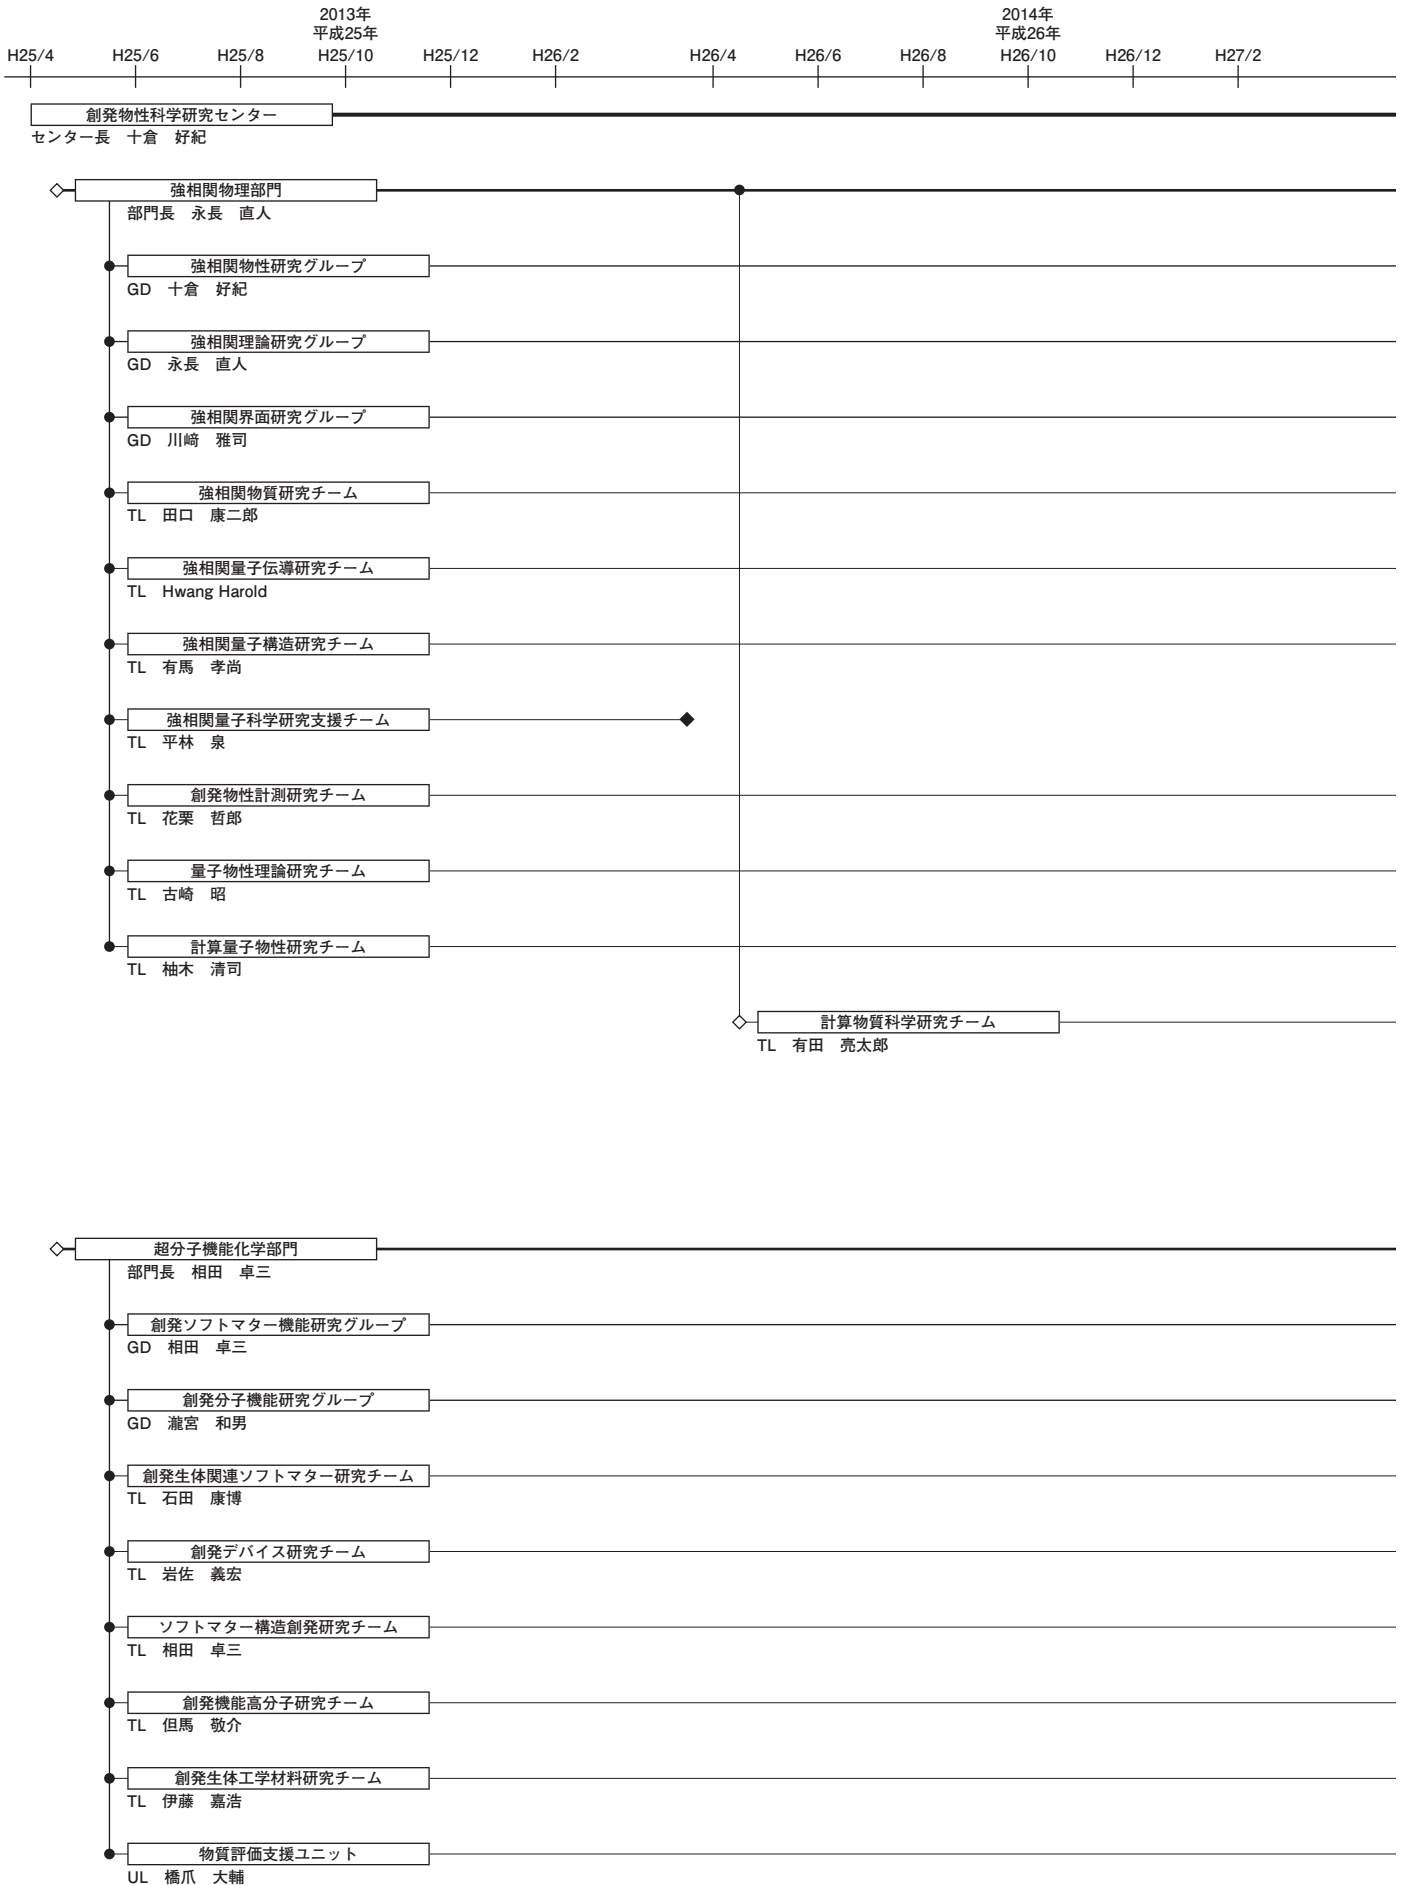 2013年 2014年
平成25年 平成26年
H25/4 H25/6 H25/8 H25/10 H25/12 H26/2 H26/4 H26/6 H26/8 H26/10 H26/12 H27/2
創発物性科学研究センター
センター長 十倉 好紀
強相関物理部門
部門長 永長 直人
強相関物性研究グループ
GD 十倉 好紀
強相関理論研究グループ
GD 永長 直人
強相関界面研究グループ
GD 川﨑 雅司
強相関物質研究チーム
TL 田口 康二郎
強相関量子伝導研究チーム
TL Hwang Harold
強相関量子構造研究チーム
TL 有馬 孝尚
強相関量子科学研究支援チーム
TL 平林 泉
創発物性計測研究チーム
TL 花栗 哲郎
量子物性理論研究チーム
TL 古崎 昭
計算量子物性研究チーム
TL 柚木 清司
計算物質科学研究チーム
TL 有田 亮太郎
超分子機能化学部門
部門長 相田 卓三
創発ソフトマター機能研究グループ
GD 相田 卓三
創発分子機能研究グループ
GD 瀧宮 和男
創発生体関連ソフトマター研究チーム
TL 石田 康博
創発デバイス研究チーム
TL 岩佐 義宏
ソフトマター構造創発研究チーム
TL 相田 卓三
創発機能高分子研究チーム
TL 但馬 敬介
創発生体工学材料研究チーム
TL 伊藤 嘉浩
物質評価支援ユニット
UL 橋爪 大輔